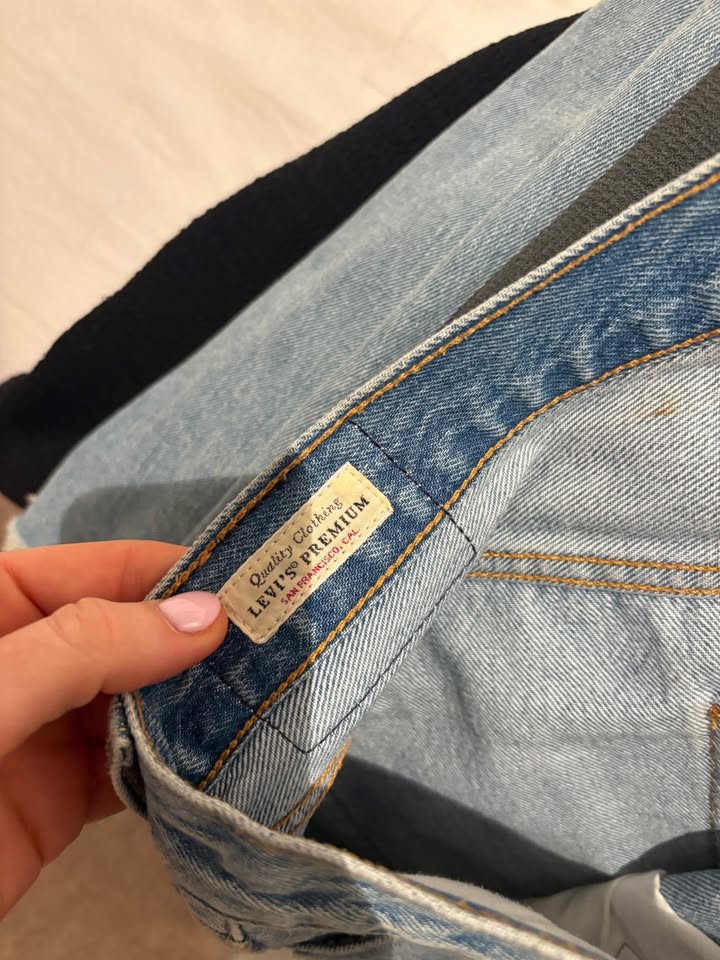 Quality Clothing
LEVI'S® PREMIUM
SAN FRANCISCO, CAL.